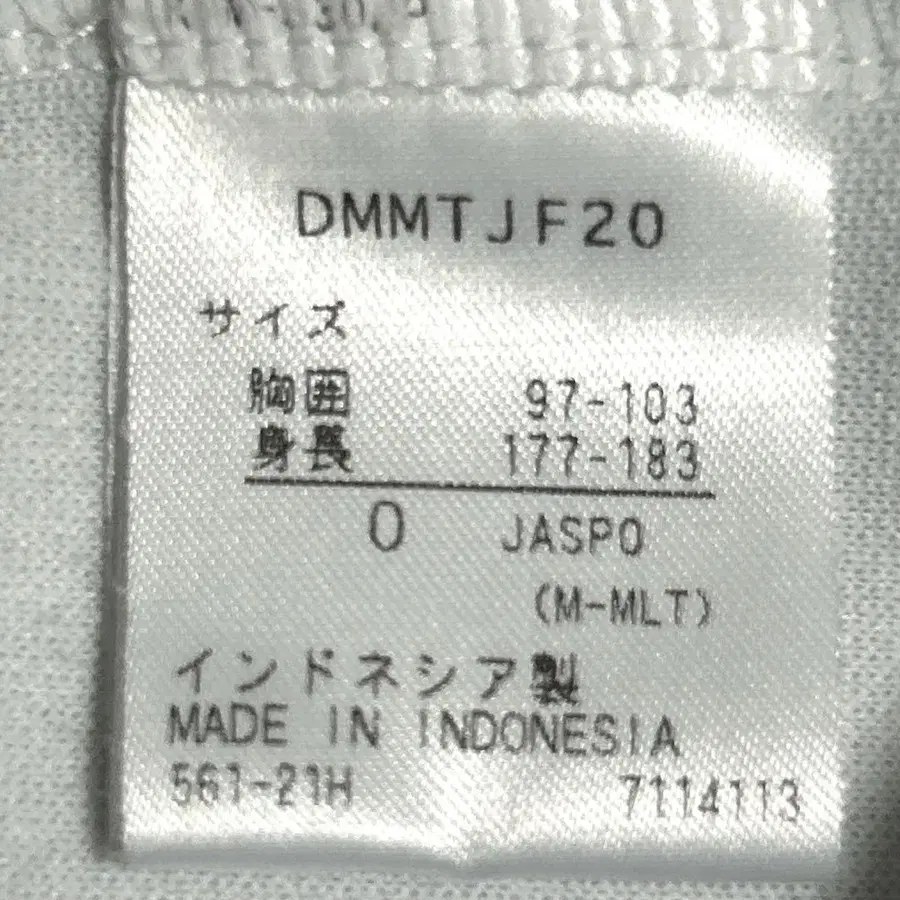 DMMTJF20
サイズ
胸囲 97-103
身長 177-183
O JASPO
(M-MLT)
インドネシア製
MADE IN INDONESIA
561-21H 7114113